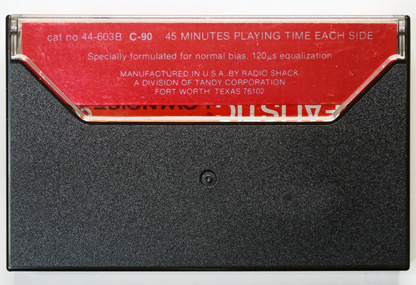 cat no 44-603B C-90 45 MINUTES PLAYING TIME EACH SIDE
Specially formulated for normal bias, 120µs equalization
MANUFACTURED IN U.S.A. BY RADIO SHACK
A DIVISION OF TANDY CORPORATION
FORT WORTH, TEXAS 76102